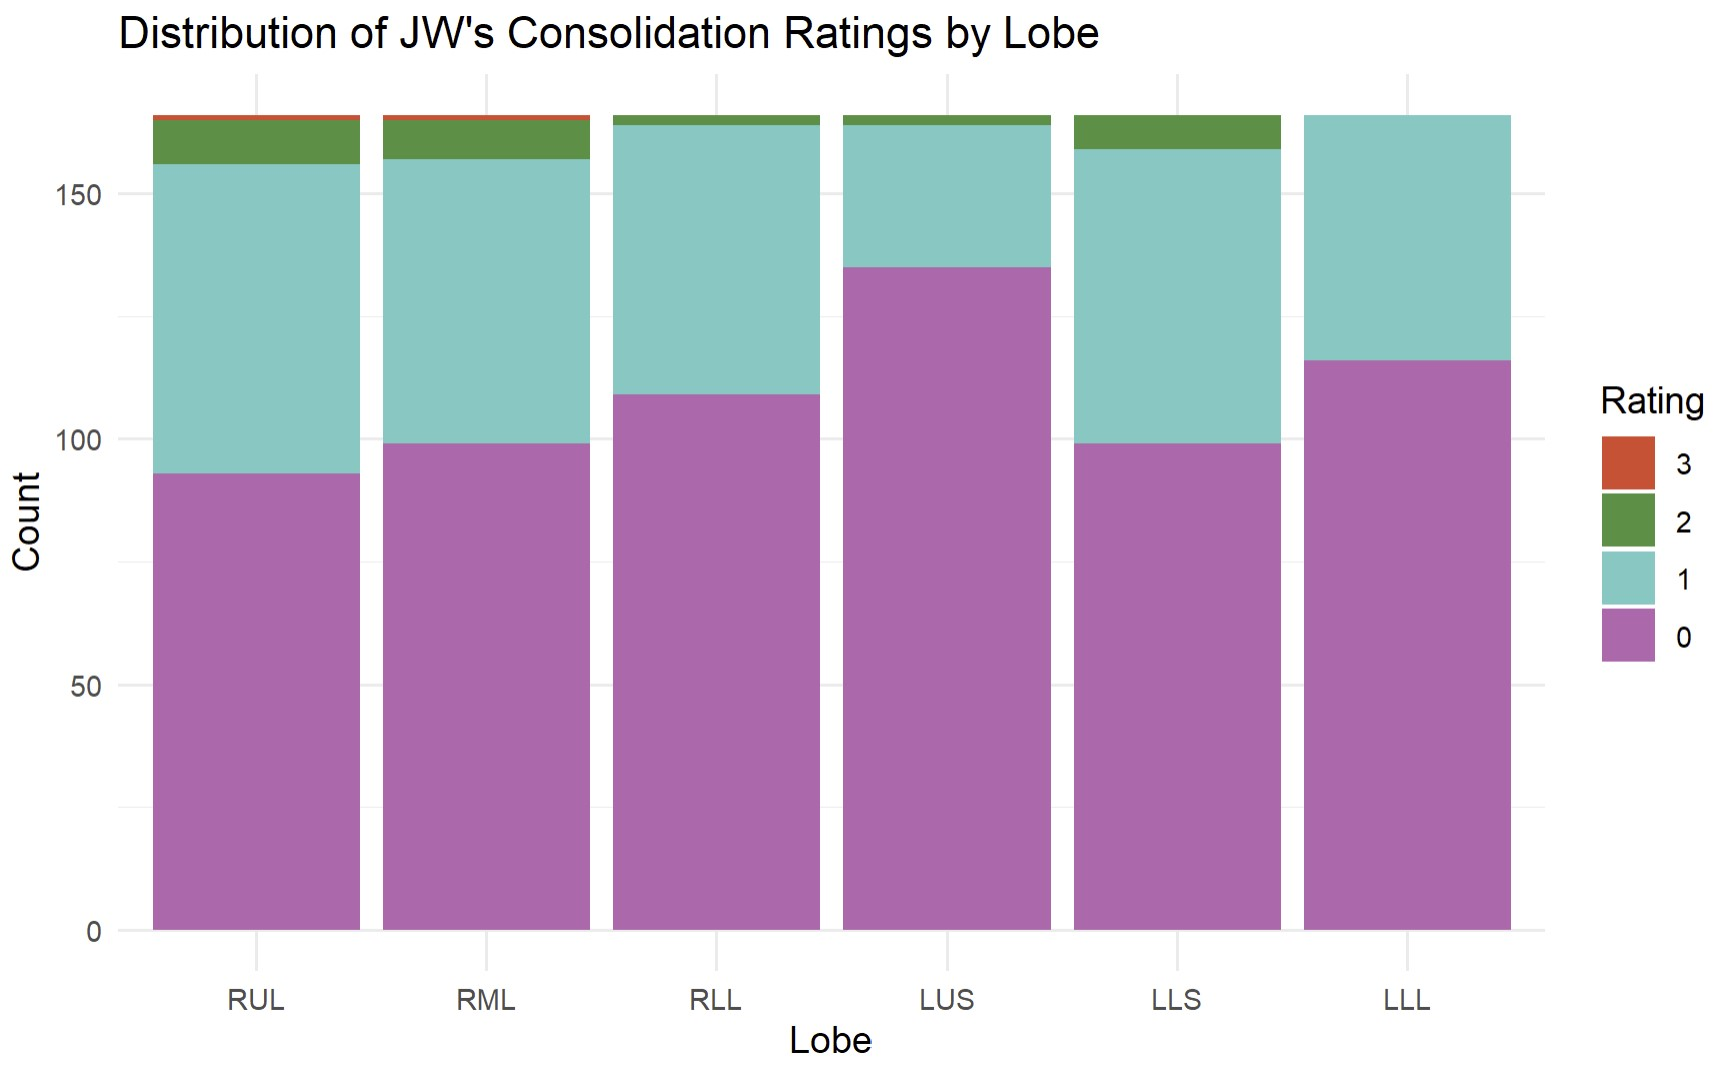 Distribution of JW's Consolidation Ratings by Lobe
Count
150
100
50
0
RUL
RML
RLL
LUS
LLS
LLL
Lobe
Rating
3
2
1
0